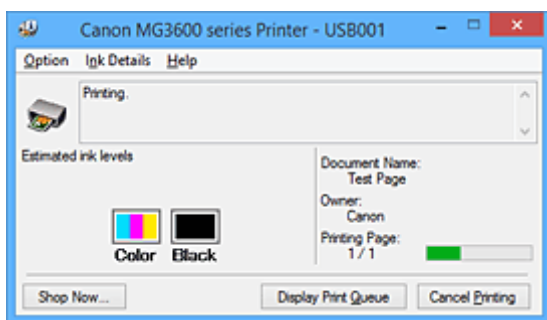 Canon MG3600 series Printer - USB001
Option Ink Details Help
Printing.
Estimated ink levels
Color Black
Document Name:
Test Page
Owner:
Canon
Printing Page:
1 / 1
Shop Now... Display Print Queue Cancel Printing